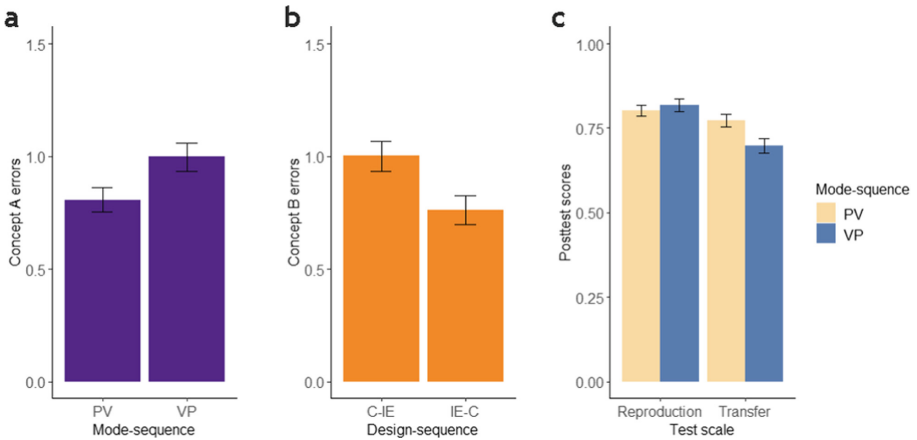 a
1.5
1.0
0.5
0.0
Concept A errors
PV VP
Mode-sequence
b
1.5
1.0
0.5
0.0
Concept B errors
C-IE IE-C
Design-sequence
c
1.00
0.75
0.50
0.25
0.00
Posttest scores
Reproduction Transfer
Test scale
Mode-squence
PV
VP